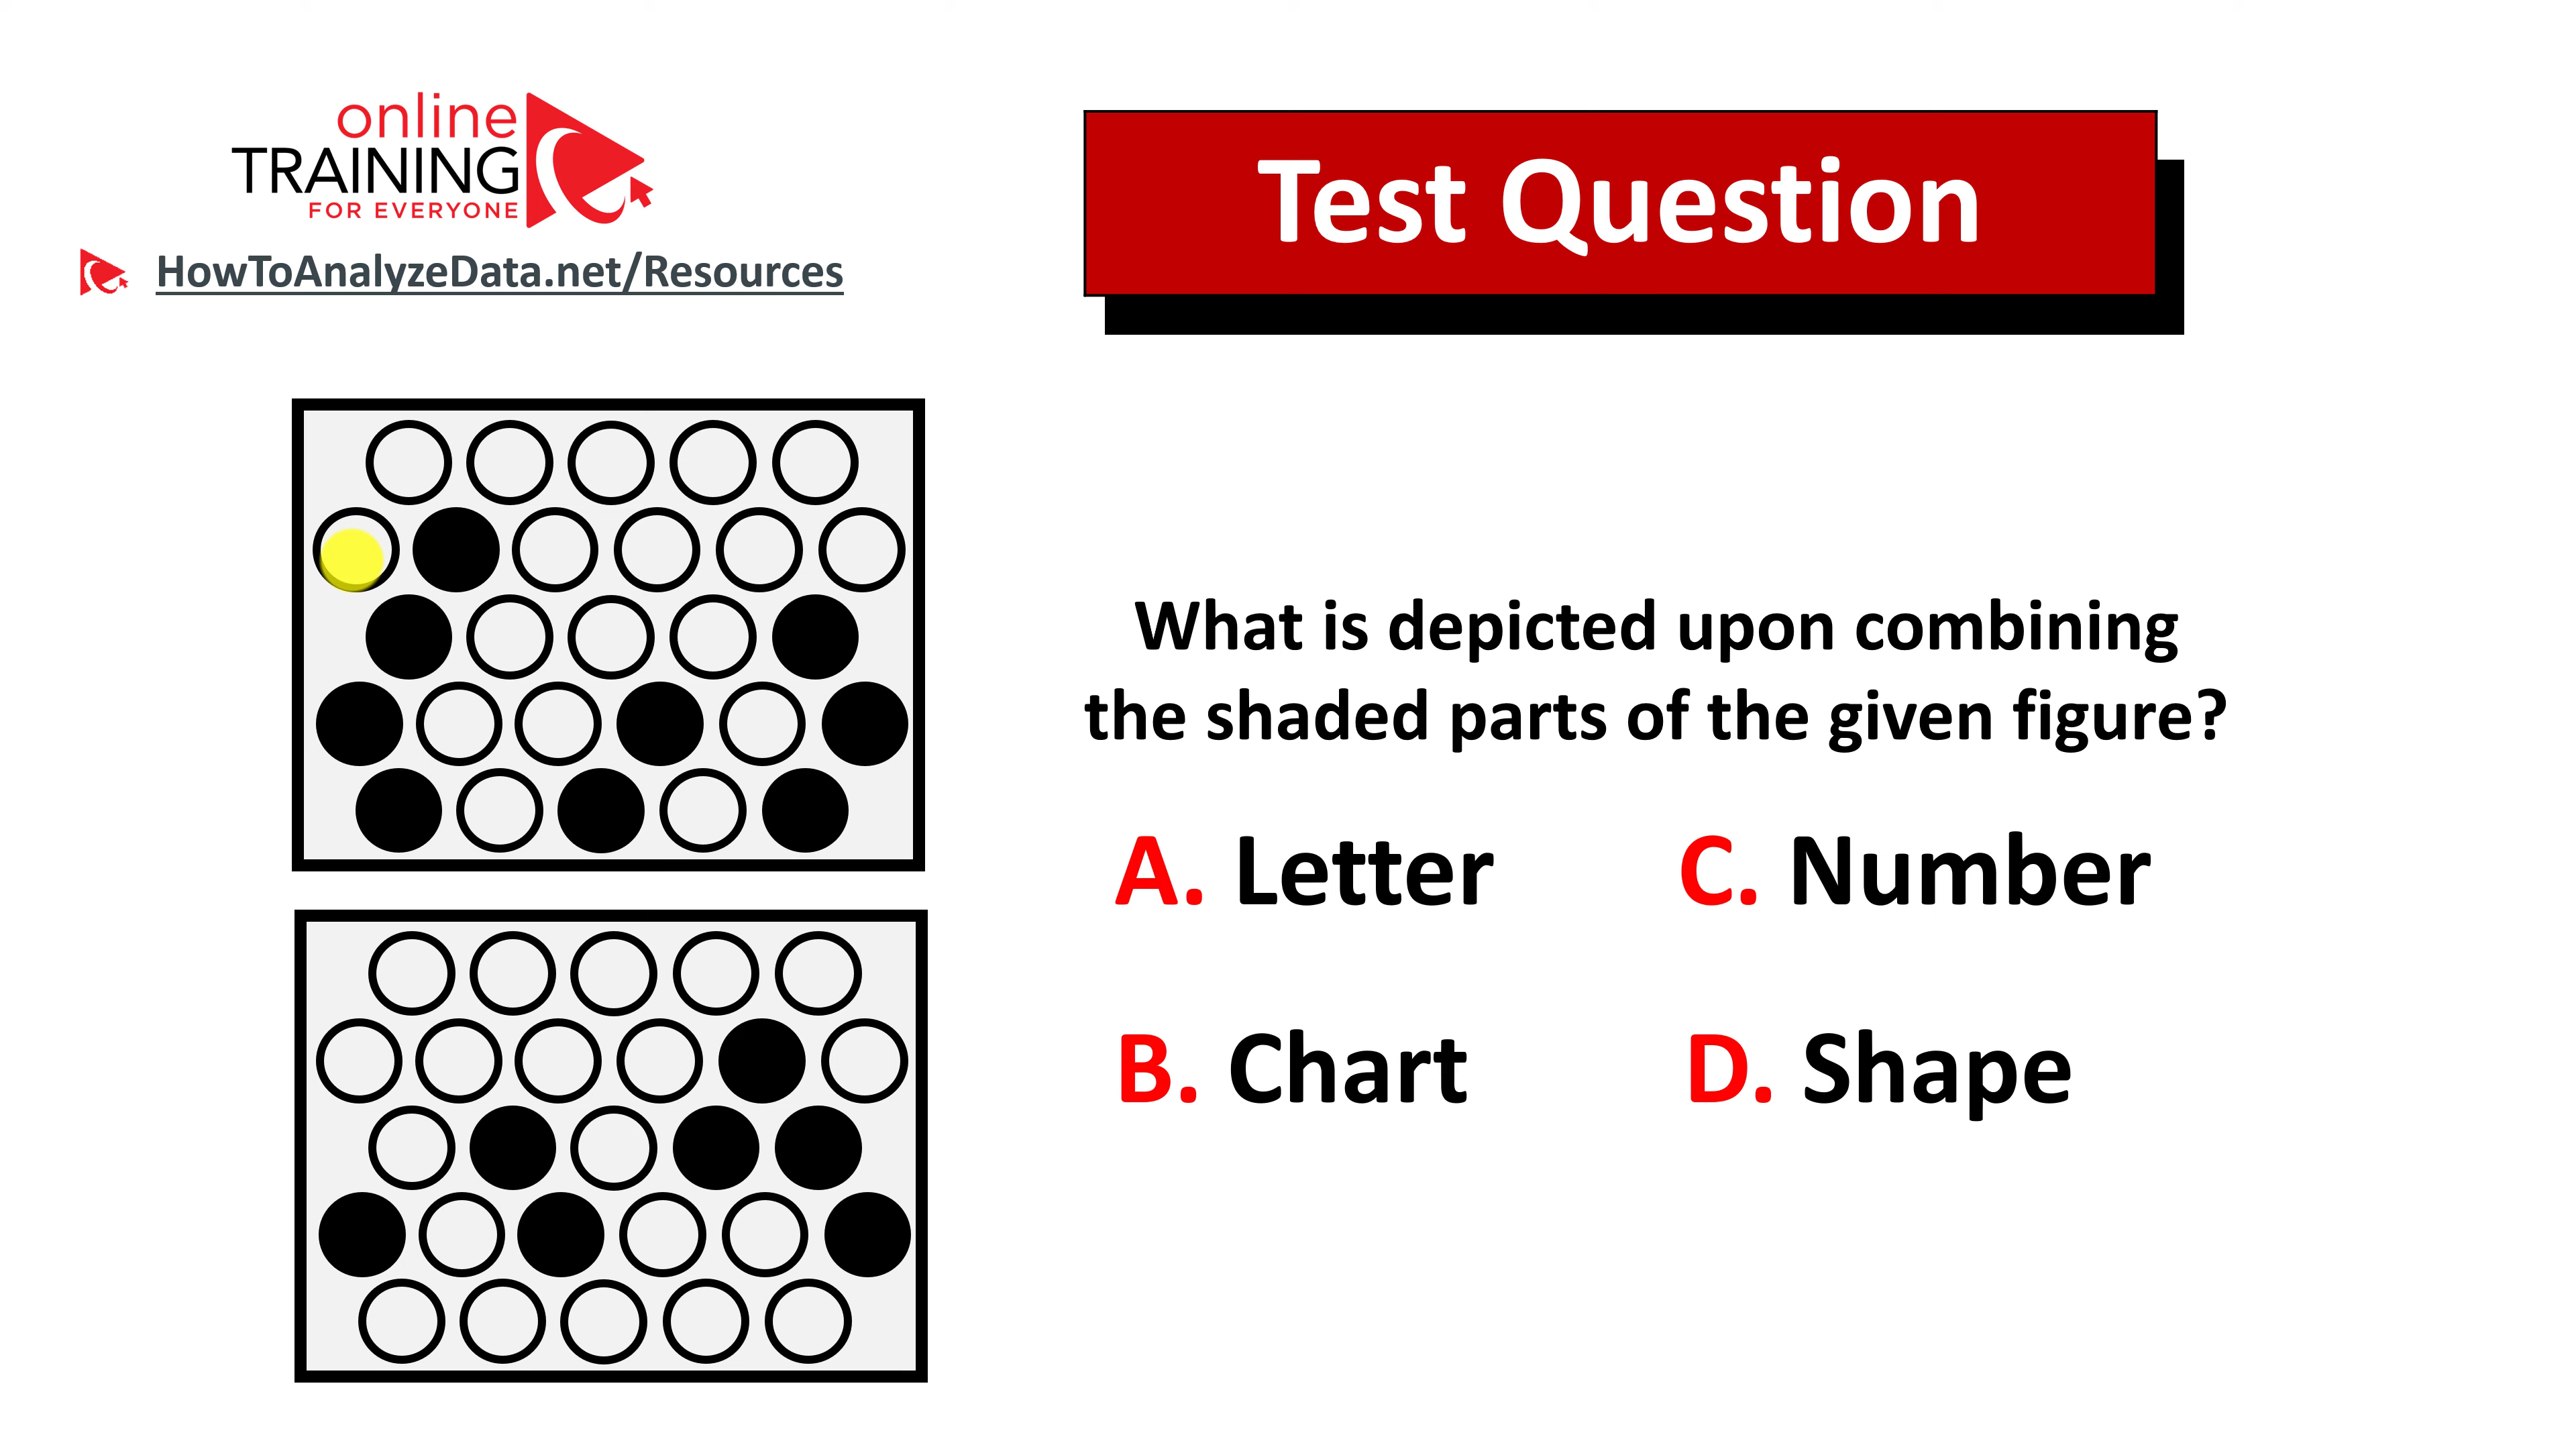 online
TRAINING
FOR EVERYONE
HowToAnalyzeData.net/Resources
Test Question
What is depicted upon combining
the shaded parts of the given figure?
A. Letter
C. Number
B. Chart
D. Shape